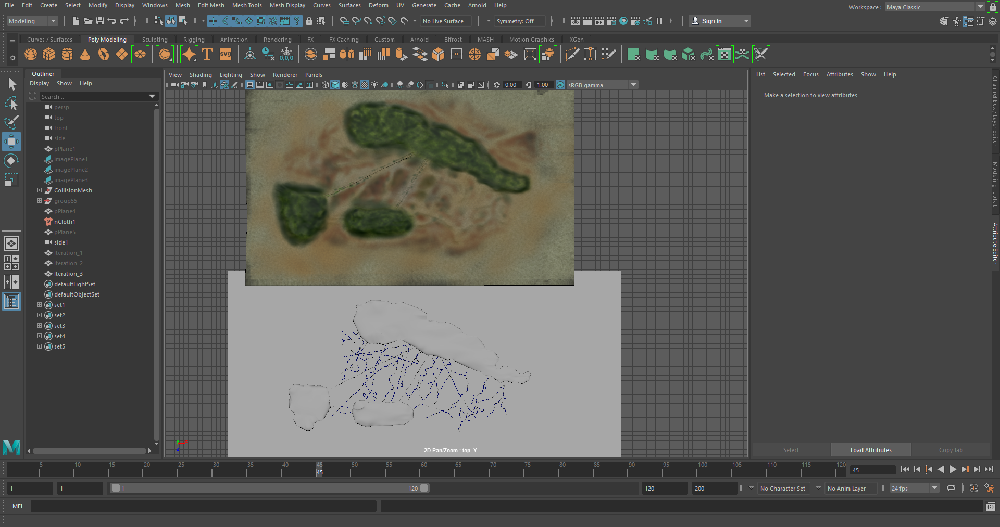 File Edit Create Select Modify Display Windows Mesh Edit Mesh Mesh Tools Mesh Display Curves Surfaces Deform UV Generate Cache Arnold Help
Workspace : Maya Classic
Modeling
No Live Surface
Symmetry: Off
Sign In
Curves / Surfaces Poly Modeling Sculpting Rigging Animation Rendering FX FX Caching Custom Arnold Bifrost MASH Motion Graphics XGen
T svg 0,0,0
Outliner
Display Show Help
Search...
persp
top
front
side
pPlane1
imagePlane1
imagePlane2
imagePlane3
CollisionMesh
group55
pPlane4
nCloth1
pPlane5
side1
Iteration_1
Iteration_2
Iteration_3
defaultLightSet
defaultObjectSet
set1
set2
set3
set4
set5
View Shading Lighting Show Renderer Panels
IPR
0.00 1.00 ON sRGB gamma
2D Pan/Zoom : top -Y
List Selected Focus Attributes Show Help
Make a selection to view attributes
Channel Box / Layer Editor
Modeling Toolkit
Attribute Editor
Select Load Attributes Copy Tab
5 10 15 20 25 30 35 40 45 50 55 60 65 70 75 80 85 90 95 100 105 110 115 120
45
45
1 1 1 120 120 200 No Character Set No Anim Layer 24 fps
MEL